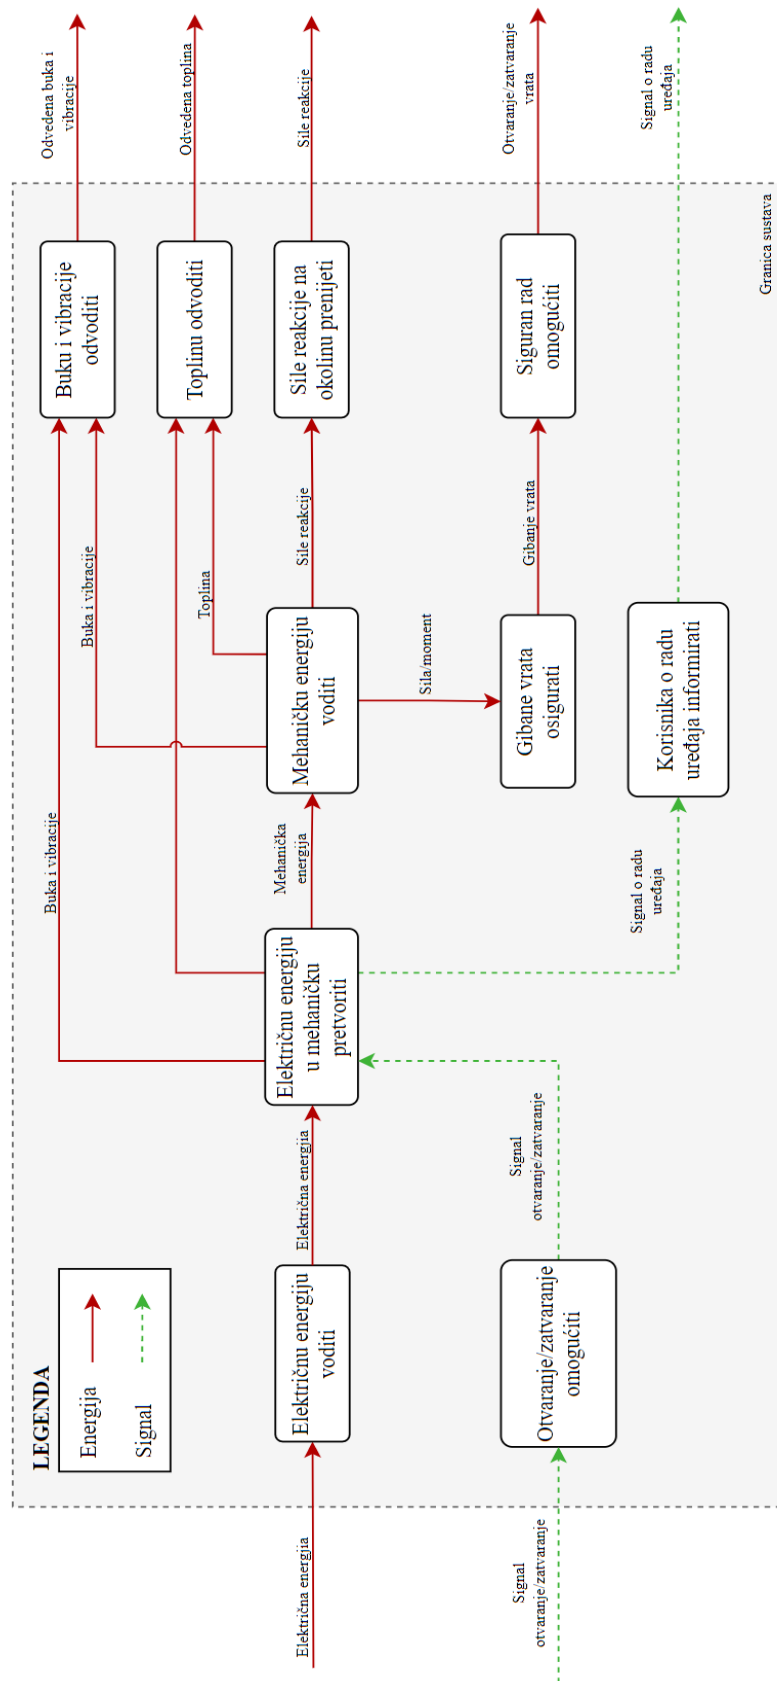 LEGENDA
Energija
Signal
Električna energjia
Signal
otvaranje/zatvaranje
Električnu energiju
voditi
Otvaranje/zatvaranje
omogućiti
Električna energjia
Signal
otvaranje/zatvaranje
Električnu energiju
u mehaničku
pretvoriti
Buka i vibracije
Mehanička
energija
Signal o radu
uređaja
Mehaničku energiju
voditi
Buka i vibracije
Toplina
Sile reakcije
Sila/moment
Gibane vrata
osigurati
Korisnika o radu
uređaja informirati
Gibanje vrata
Buku i vibracije
odvoditi
Toplinu odvoditi
Sile reakcije na
okolinu prenijeti
Siguran rad
omogućiti
Granica sustava
Odvedena buka i
vibracije
Odvedena toplina
Sile reakcije
Otvaranje/zatvaranje
vrata
Signal o radu
uređaja